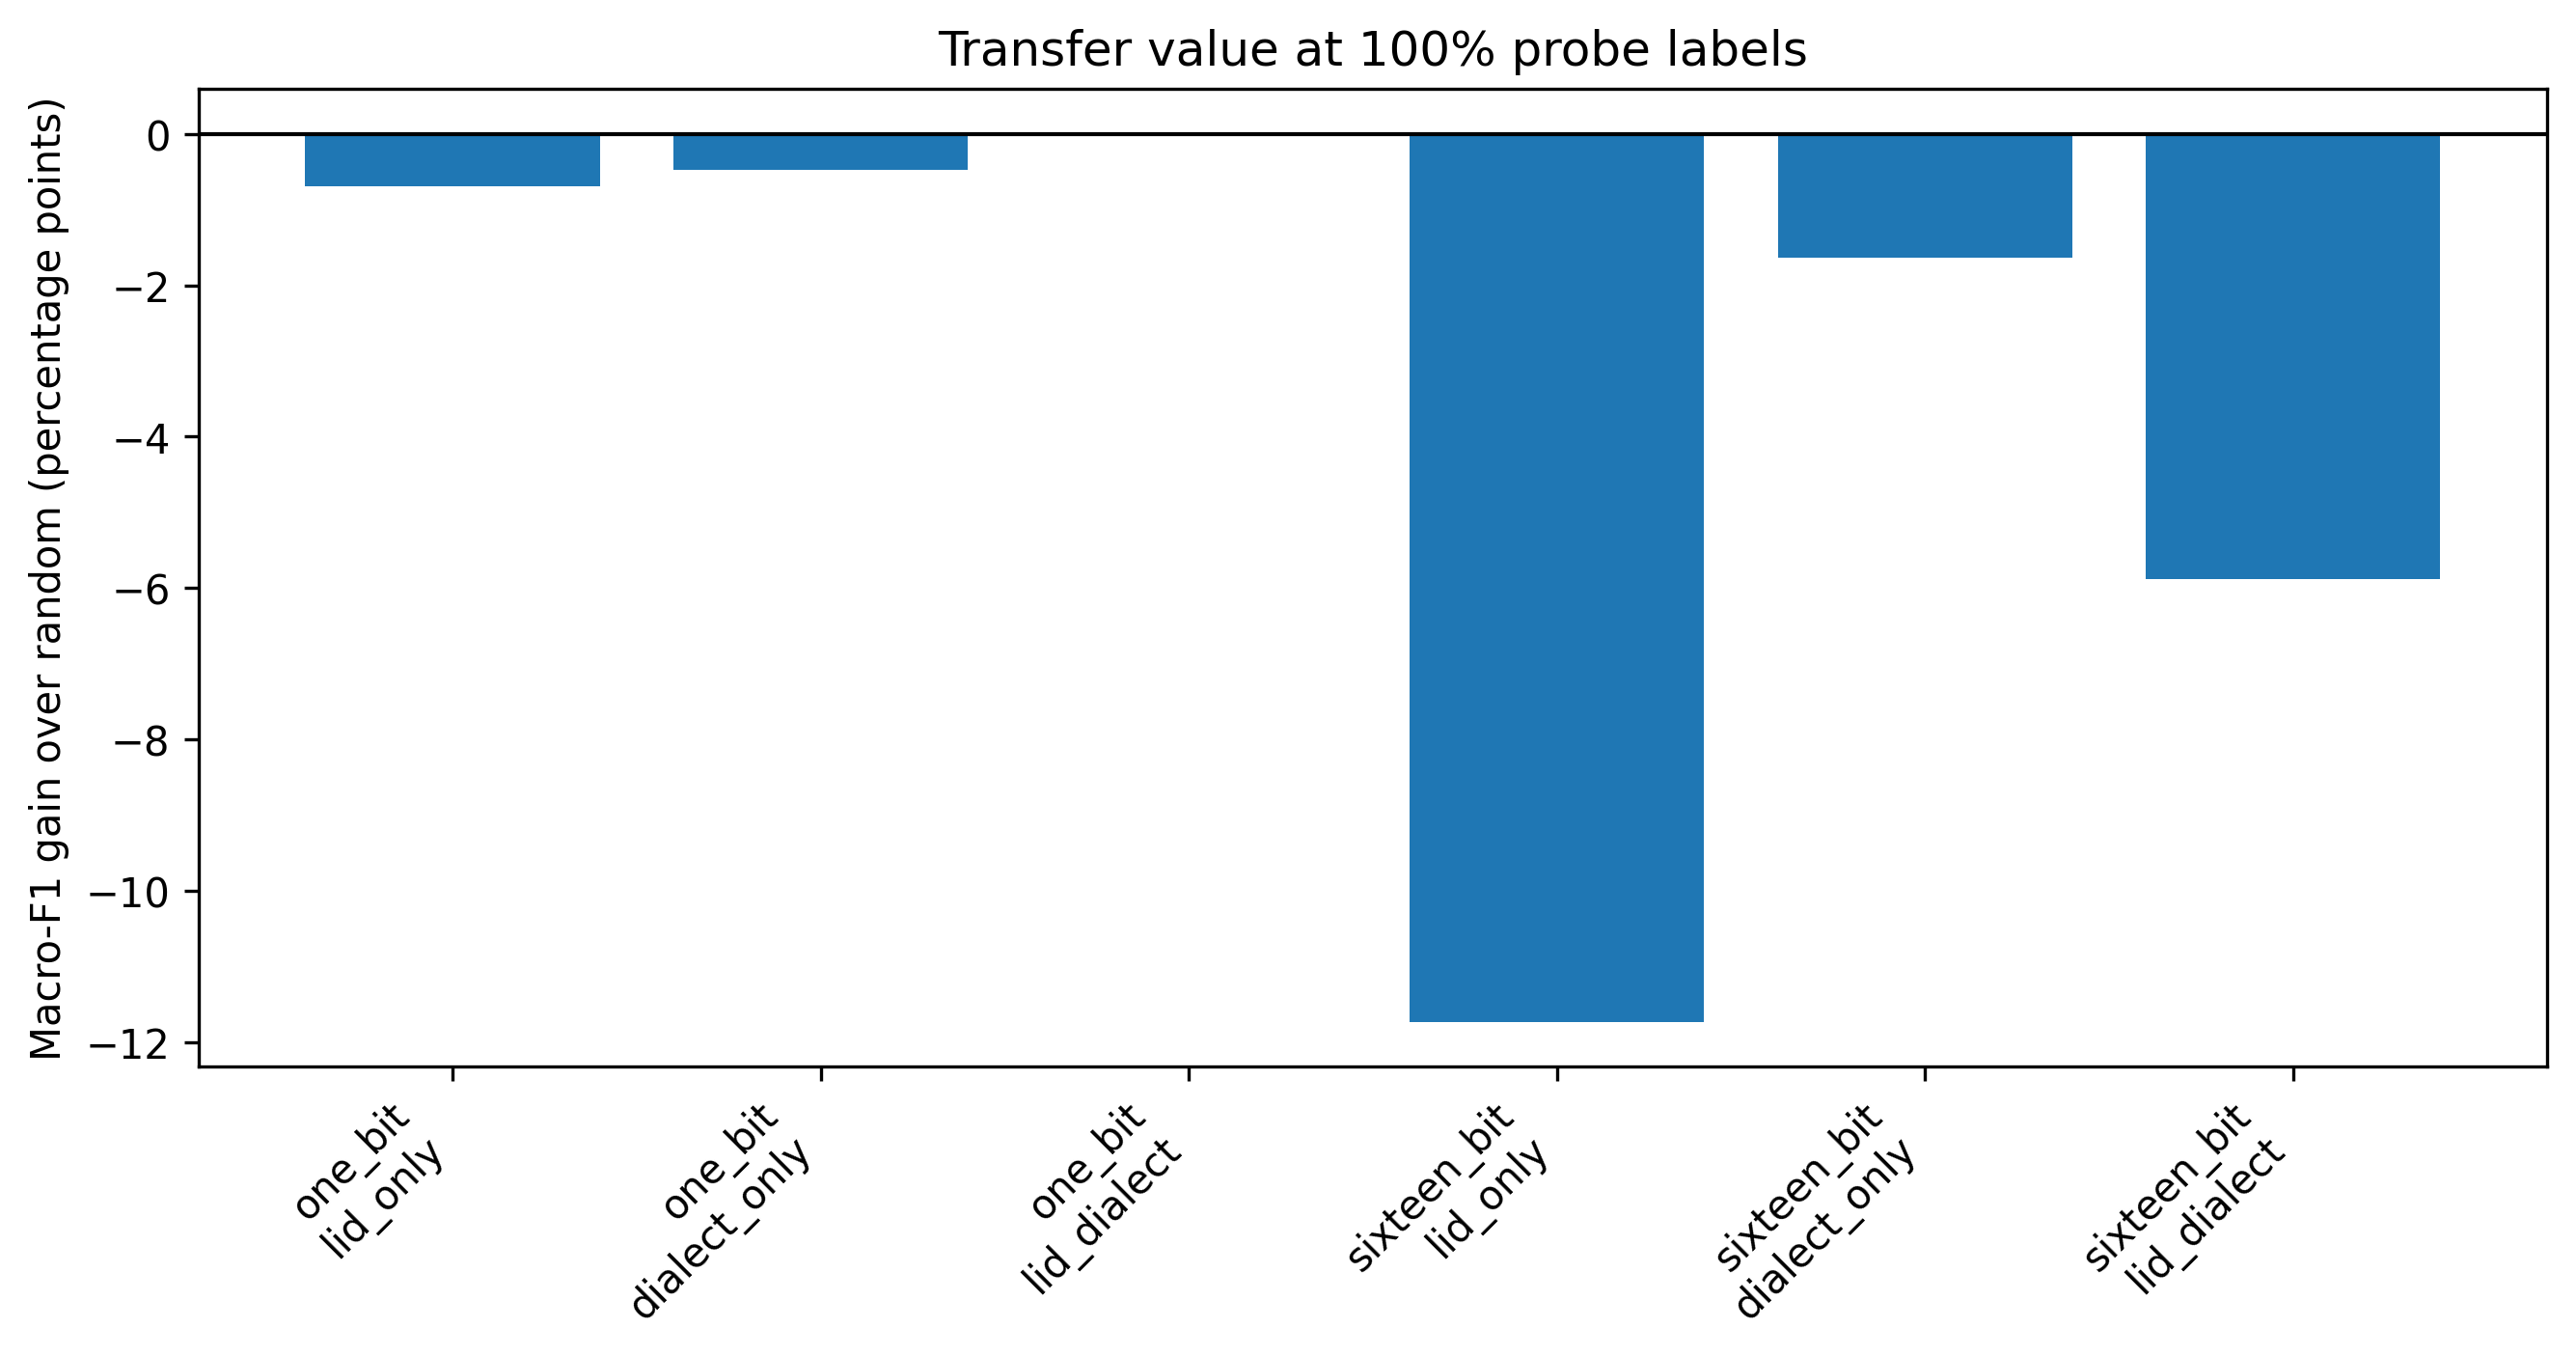 Transfer value at 100% probe labels
Macro-F1 gain over random (percentage points)
0
−2
−4
−6
−8
−10
−12
one_bit
lid_only
one_bit
dialect_only
one_bit
lid_dialect
sixteen_bit
lid_only
sixteen_bit
dialect_only
sixteen_bit
lid_dialect